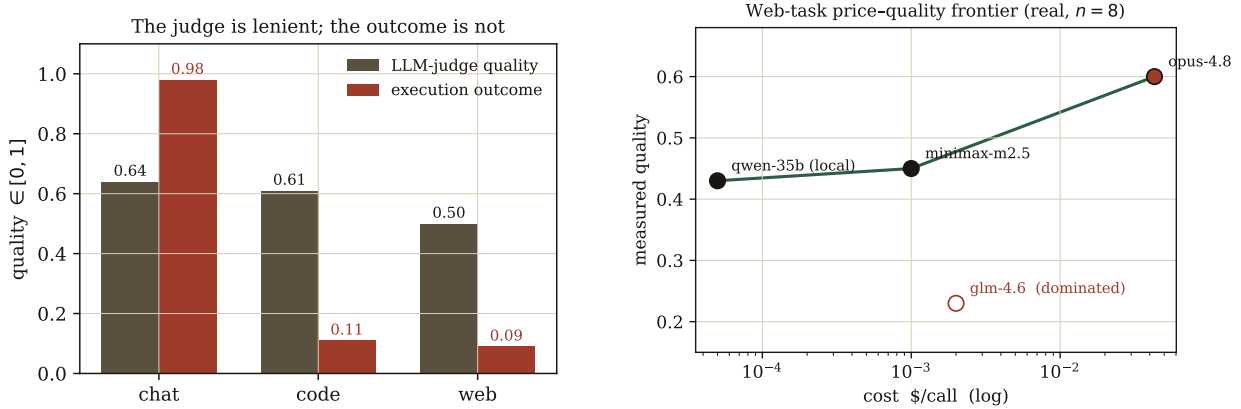 The judge is lenient; the outcome is not
LLM-judge quality
execution outcome
quality ∈ [0, 1]
1.0
0.8
0.6
0.4
0.2
0.0
0.64
0.98
0.61
0.11
0.50
0.09
chat
code
web
Web-task price–quality frontier (real, n = 8)
measured quality
0.6
0.5
0.4
0.3
0.2
opus-4.8
minimax-m2.5
qwen-35b (local)
glm-4.6 (dominated)
10⁻⁴
10⁻³
10⁻²
cost $/call (log)